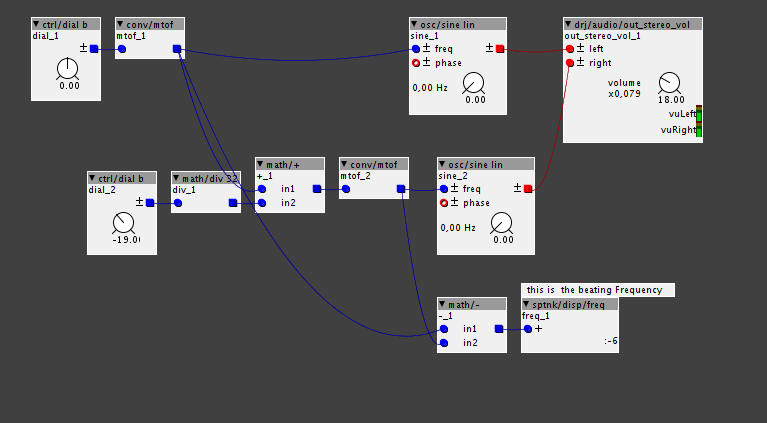 ctrl/dial b
dial_1
±
0.00
conv/mtof
mtof_1
osc/sine lin
sine_1
± freq ±
± phase
0,00 Hz
0.00
drj/audio/out_stereo_vol
out_stereo_vol_1
± left
± right
volume
x0,079
18.00
vuLeft
vuRight
ctrl/dial b
dial_2
±
-19.0
math/div 32
div_1
math/+
+_1
in1
in2
conv/mtof
mtof_2
osc/sine lin
sine_2
± freq ±
± phase
0,00 Hz
0.00
this is the beating Frequency
math/-
-_1
in1
in2
sptnk/disp/freq
freq_1
+
:-6